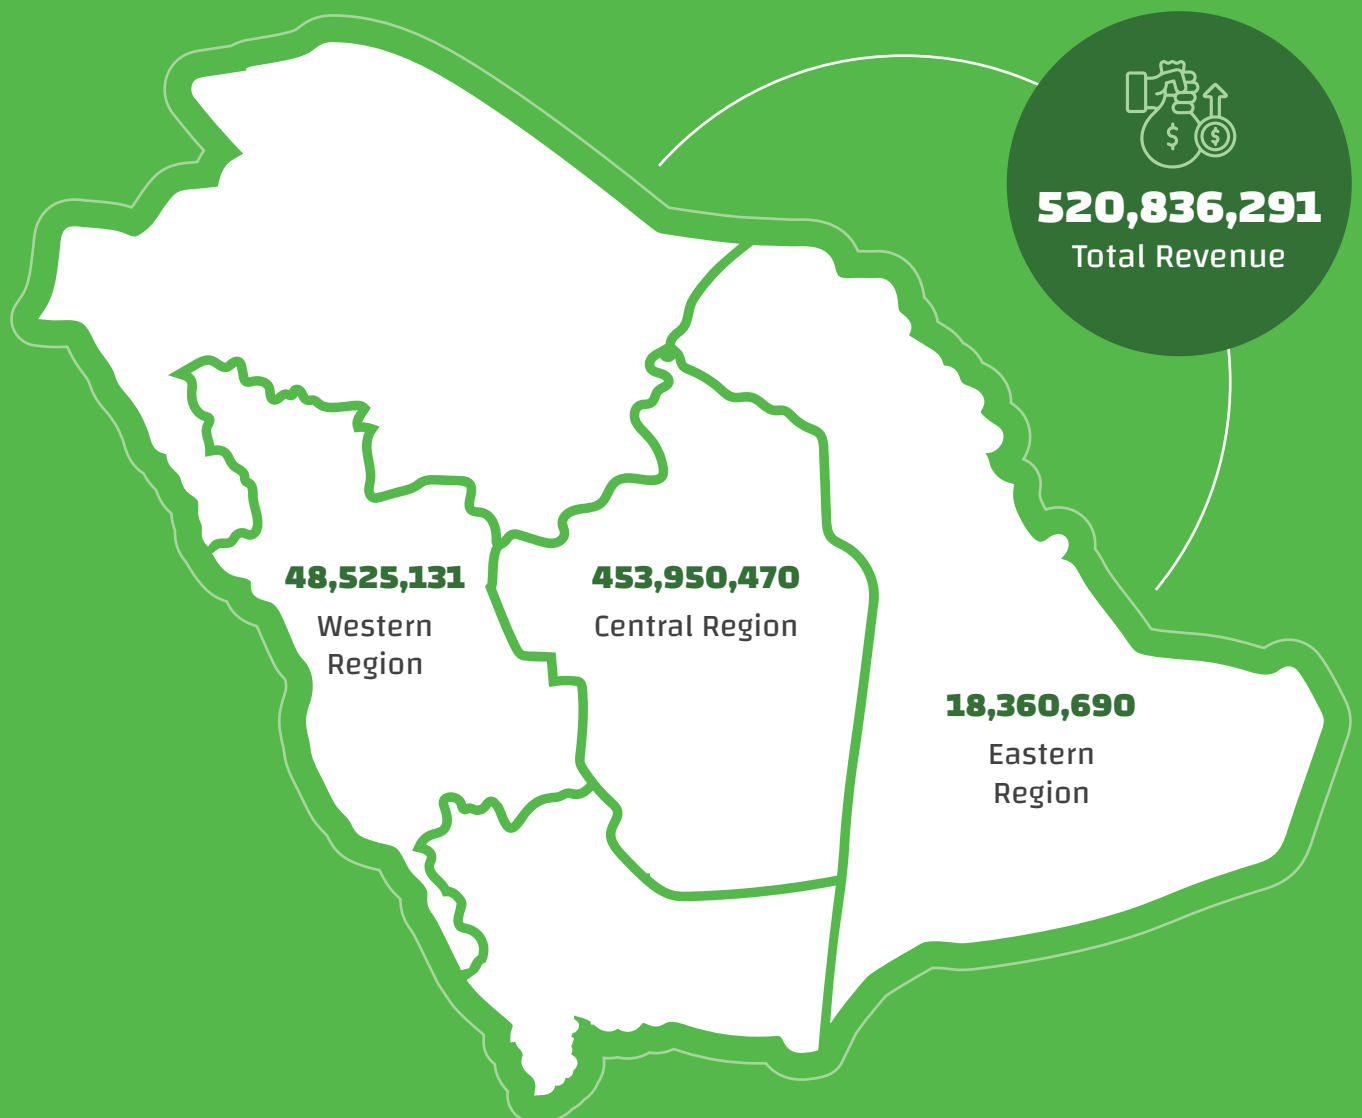 520,836,291
Total Revenue
48,525,131
Western
Region
453,950,470
Central Region
18,360,690
Eastern
Region